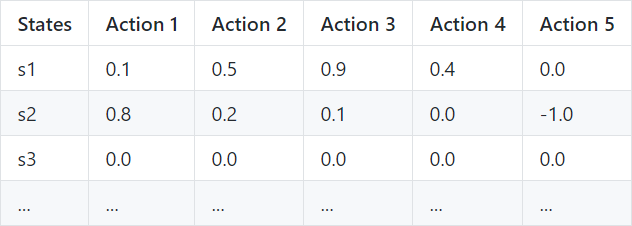 States Action 1 Action 2 Action 3 Action 4 Action 5
s1 0.1 0.5 0.9 0.4 0.0
s2 0.8 0.2 0.1 0.0 -1.0
s3 0.0 0.0 0.0 0.0 0.0
... ... ... ... ... ...